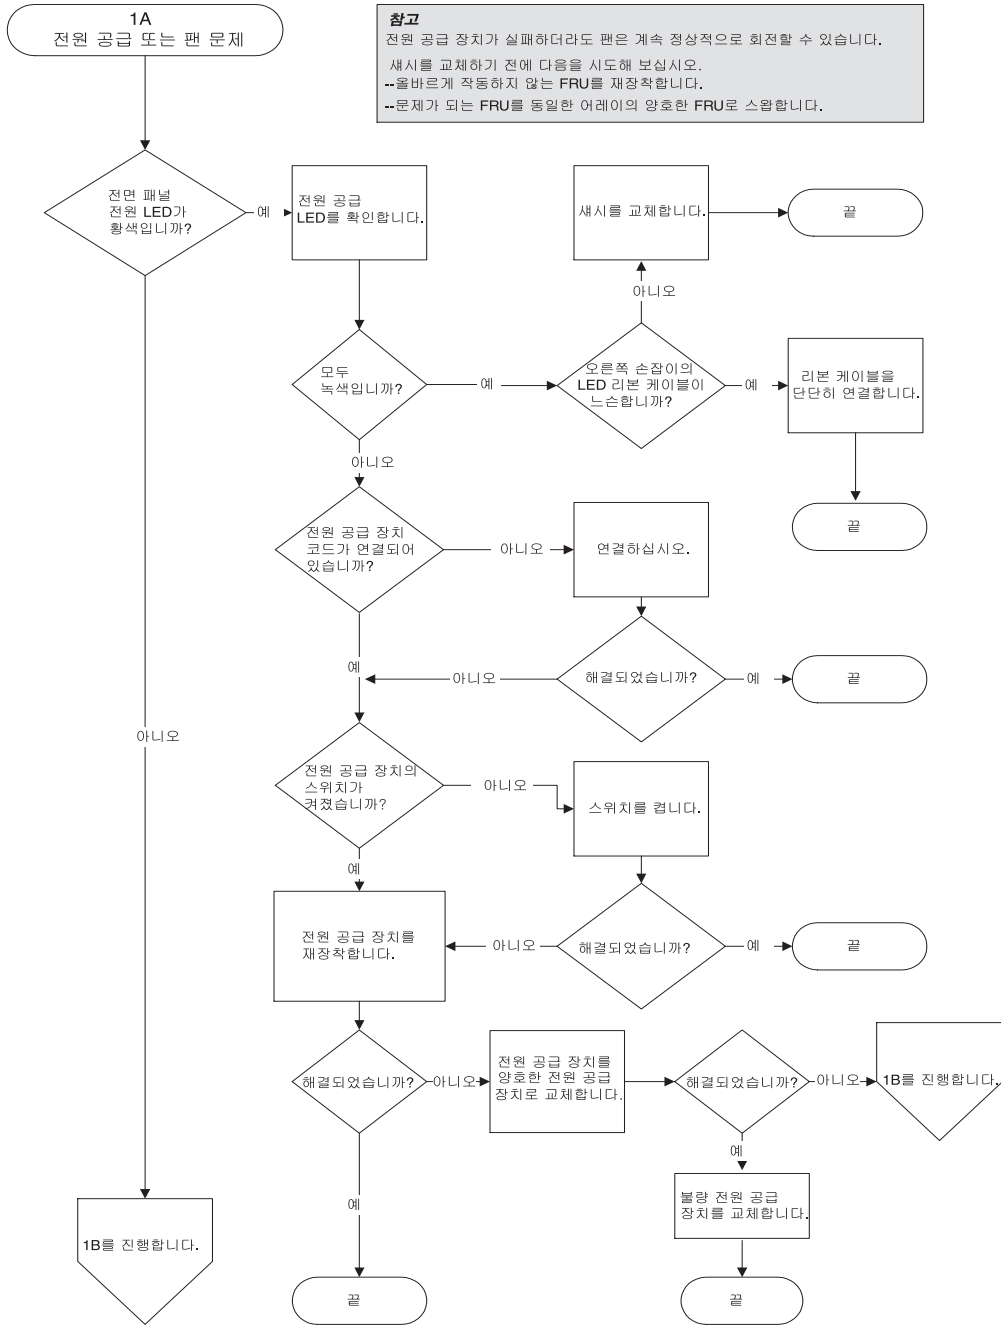 1A
전원 공급 또는 팬 문제
참고
전원 공급 장치가 실패하더라도 팬은 계속 정상적으로 회전할 수 있습니다.
섀시를 교체하기 전에 다음을 시도해 보십시오.
--올바르게 작동하지 않는 FRU를 재장착합니다.
--문제가 되는 FRU를 동일한 어레이의 양호한 FRU로 스왑합니다.
전면 패널
전원 LED가
황색입니까?
예
전원 공급
LED를 확인합니다.
섀시를 교체합니다.
끝
아니오
모두
녹색입니까?
예
오른쪽 손잡이의
LED 리본 케이블이
느슨합니까?
예
리본 케이블을
단단히 연결합니다.
끝
아니오
전원 공급 장치
코드가 연결되어
있습니까?
아니오
연결하십시오.
예
아니오
해결되었습니까?
예
끝
아니오
전원 공급 장치의
스위치가
켜졌습니까?
아니오
스위치를 켭니다.
예
전원 공급 장치를
재장착합니다.
아니오
해결되었습니까?
예
끝
해결되었습니까?
아니오
전원 공급 장치를
양호한 전원 공급
장치로 교체합니다.
해결되었습니까?
아니오
1B를 진행합니다.
예
예
불량 전원 공급
장치를 교체합니다.
1B를 진행합니다.
끝
끝